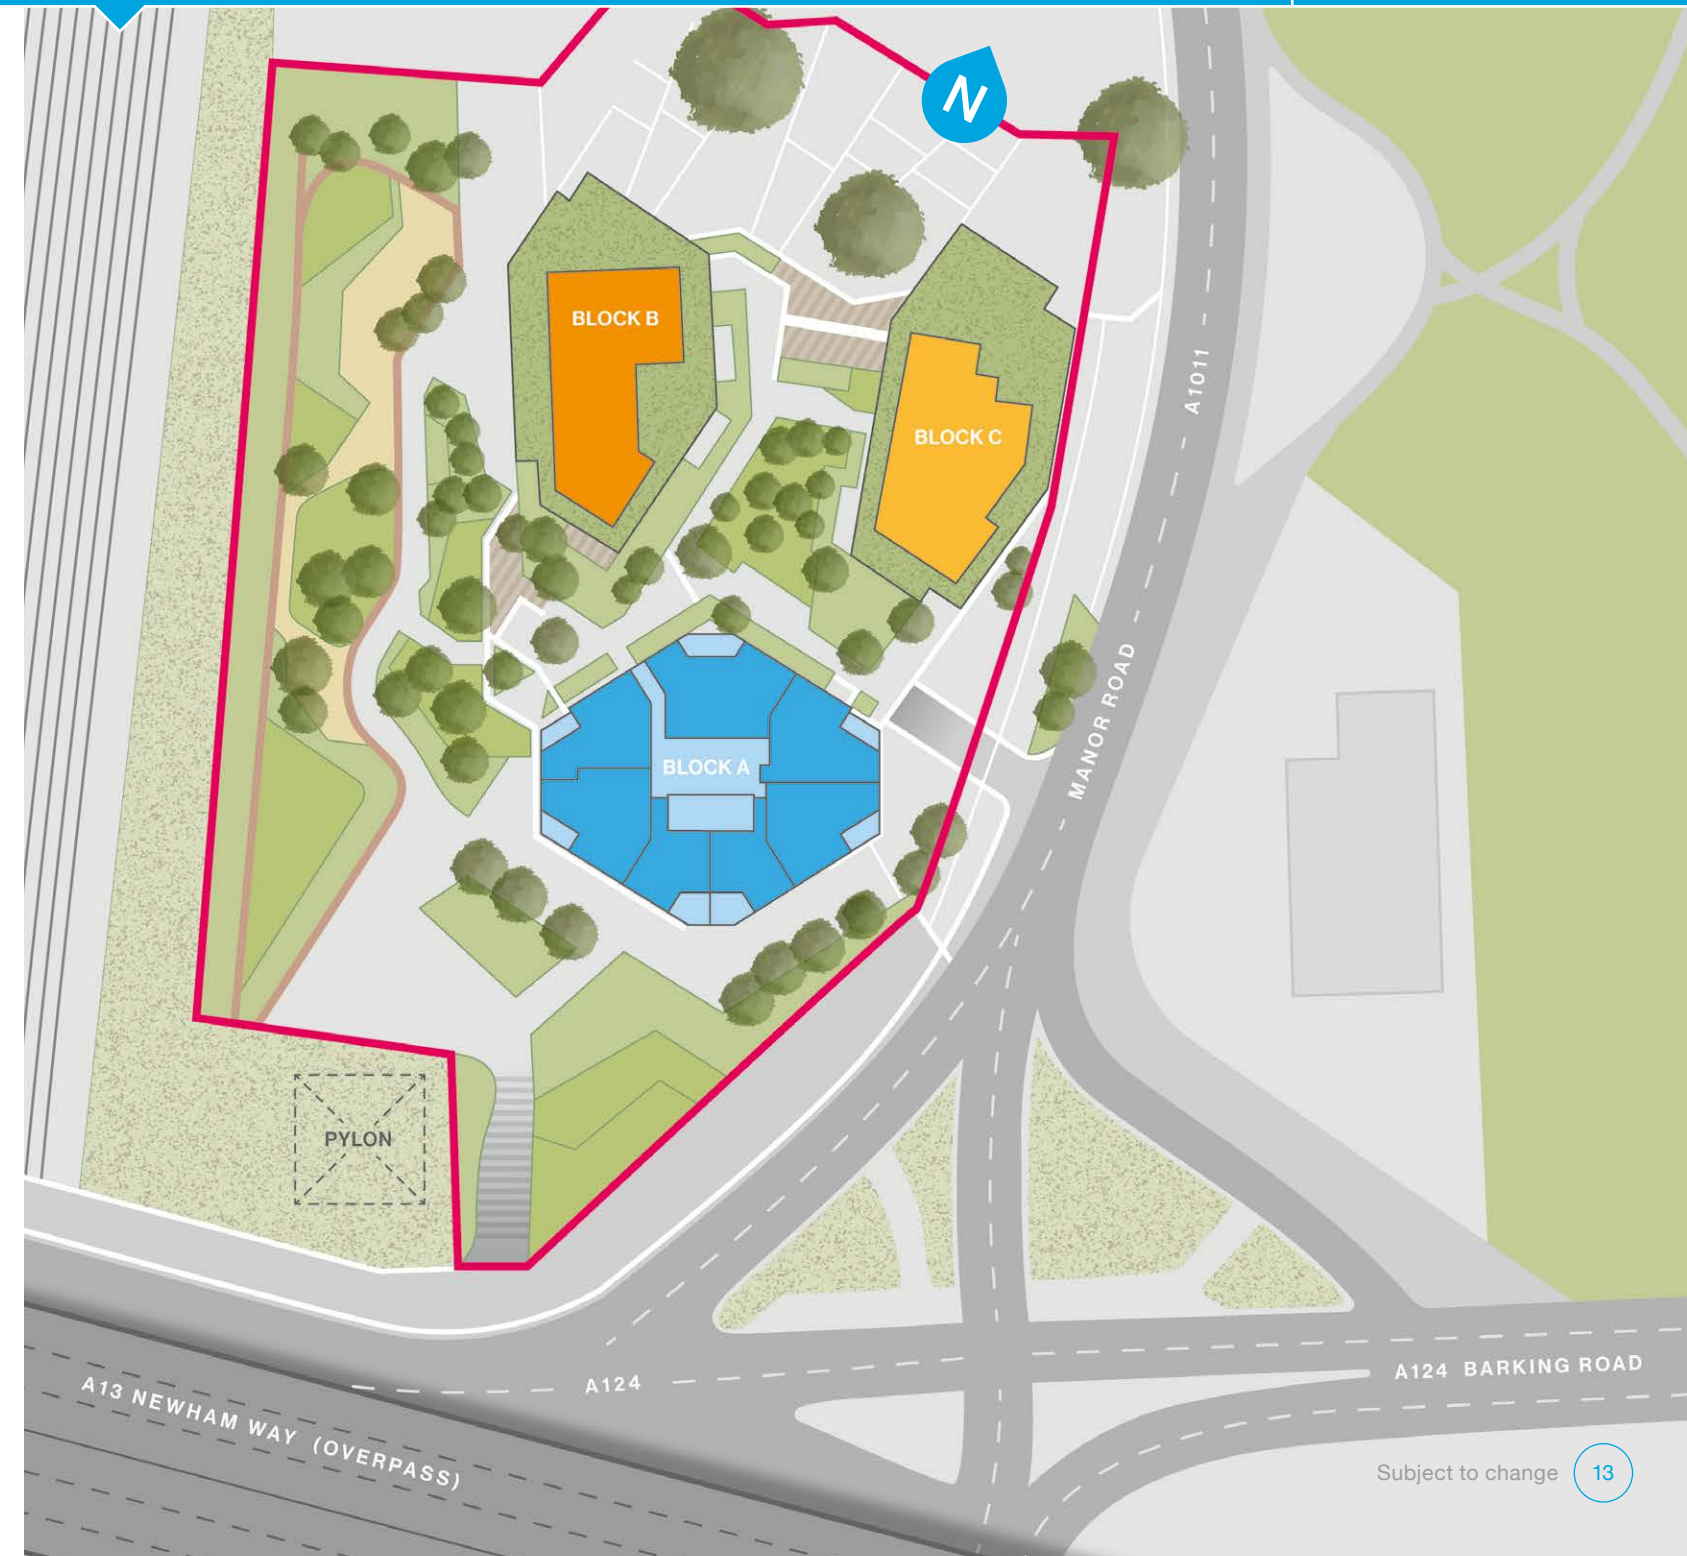 N
BLOCK B
A1011
BLOCK C
MANOR ROAD
BLOCK A
PYLON
A124 BARKING ROAD
A124
A13 NEWHAM WAY (OVERPASS)
Subject to change 13